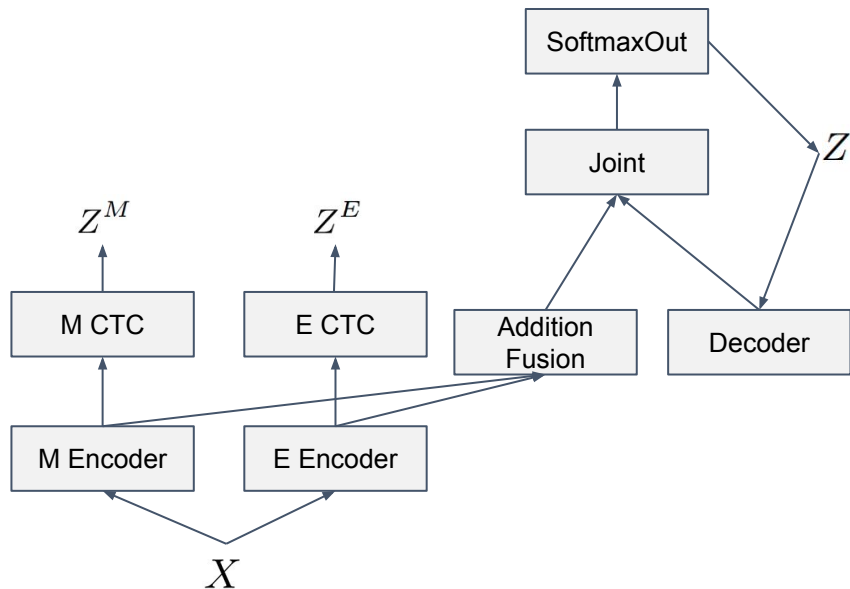 SoftmaxOut
Joint
Z
Z^M
Z^E
M CTC
E CTC
Addition
Fusion
Decoder
M Encoder
E Encoder
X